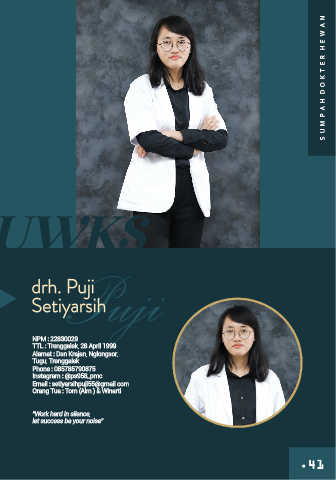 SUMPAH DOKTER HEWAN
UWKS
drh. Puji
Setiyarsih
Puji
NPM : 22830029
TTL : Trenggalek, 28 April 1999
Alamat : Dsn Krajan, Nglongsor,
Tugu, Trenggalek
Phone : 085785790875
Instagram : @pst058_pmc
Email : setiyarsihpuji55@gmail.com
Orang Tua : Tom (Alm ) & Winarti
"Work hard in silence,
let success be your noise"
.41